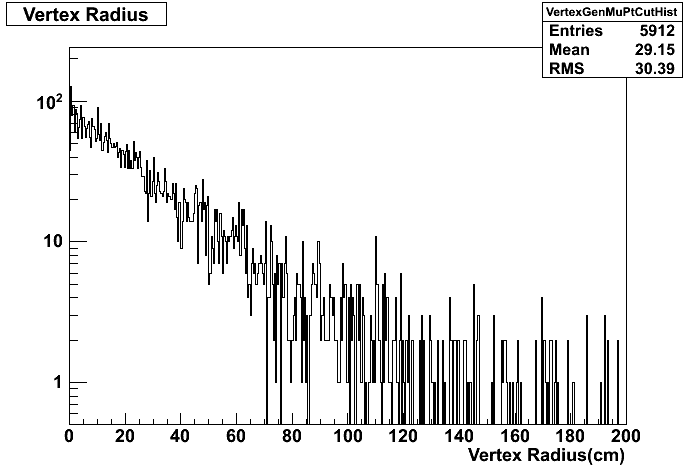 Vertex Radius
VertexGenMuPtCutHist
Entries 5912
Mean 29.15
RMS 30.39
10²
10
1
0 20 40 60 80 100 120 140 160 180 200
Vertex Radius(cm)